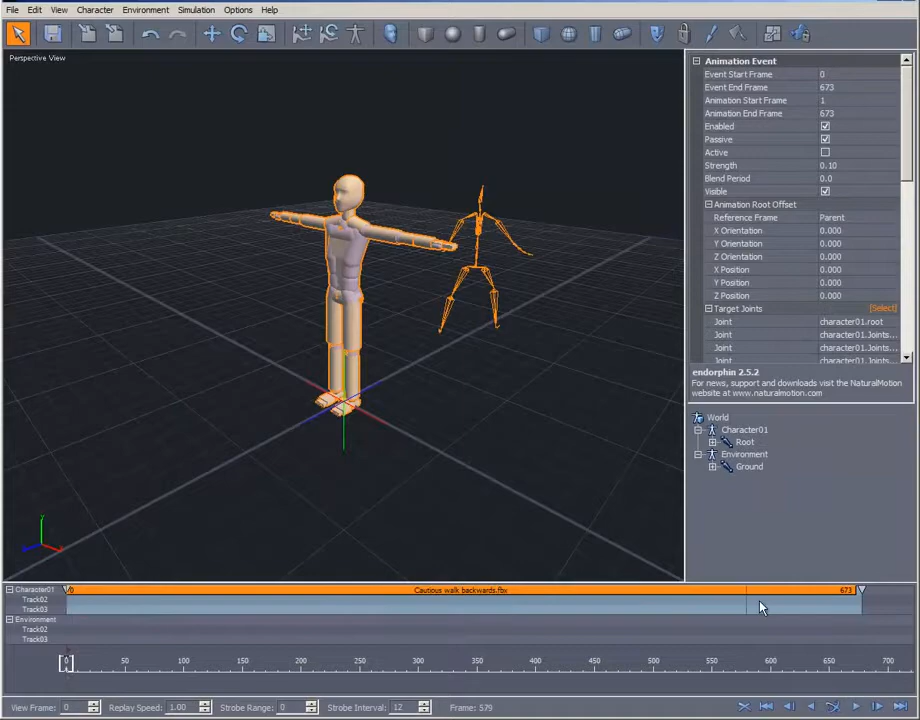 File Edit View Character Environment Simulation Options Help
Perspective View
Animation Event
Event Start Frame 0
Event End Frame 673
Animation Start Frame 1
Animation End Frame 673
Enabled
Passive
Active
Strength 0.10
Blend Period 0.0
Visible
Animation Root Offset
Reference Frame Parent
X Orientation 0.000
Y Orientation 0.000
Z Orientation 0.000
X Position 0.000
Y Position 0.000
Z Position 0.000
Target Joints [Select]
Joint character01.root
Joint character01.Joints...
Joint character01.Joints...
Joint character01.Joints...
endorphin 2.5.2
For news, support and downloads visit the NaturalMotion
website at www.naturalmotion.com
World
Character01
Root
Environment
Ground
Character01 0 Cautious walk backwards.fbx 673
Track02
Track03
Environment
Track02
Track03
0 50 100 150 200 250 300 350 400 450 500 550 600 650 700
View Frame: 0 Replay Speed: 1.00 Strobe Range: 0 Strobe Interval: 12 Frame: 579